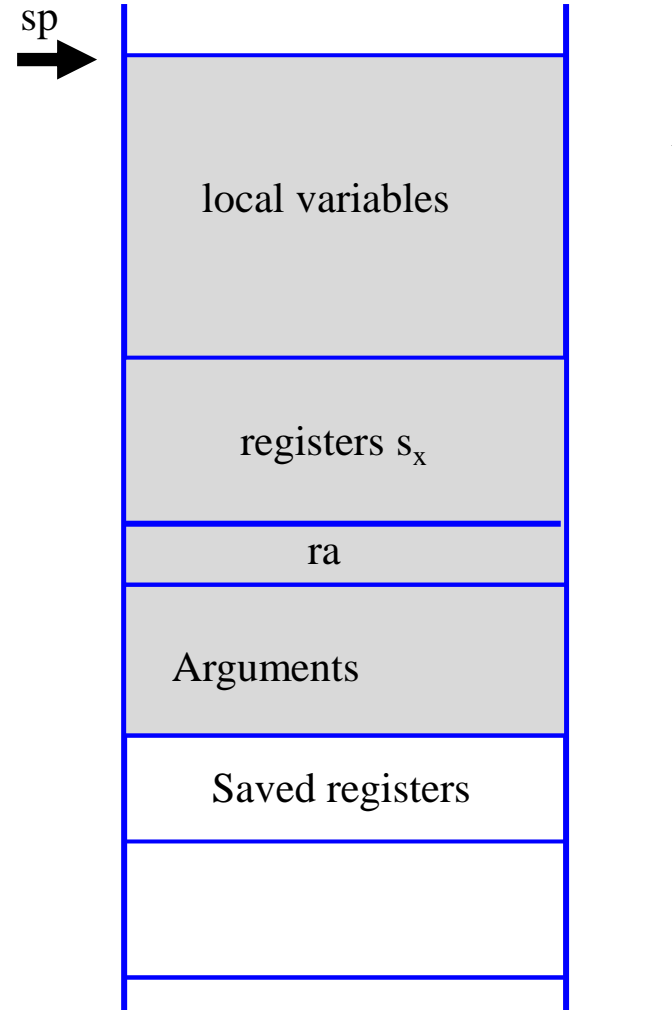 sp
local variables
registers sₓ
ra
Arguments
Saved registers